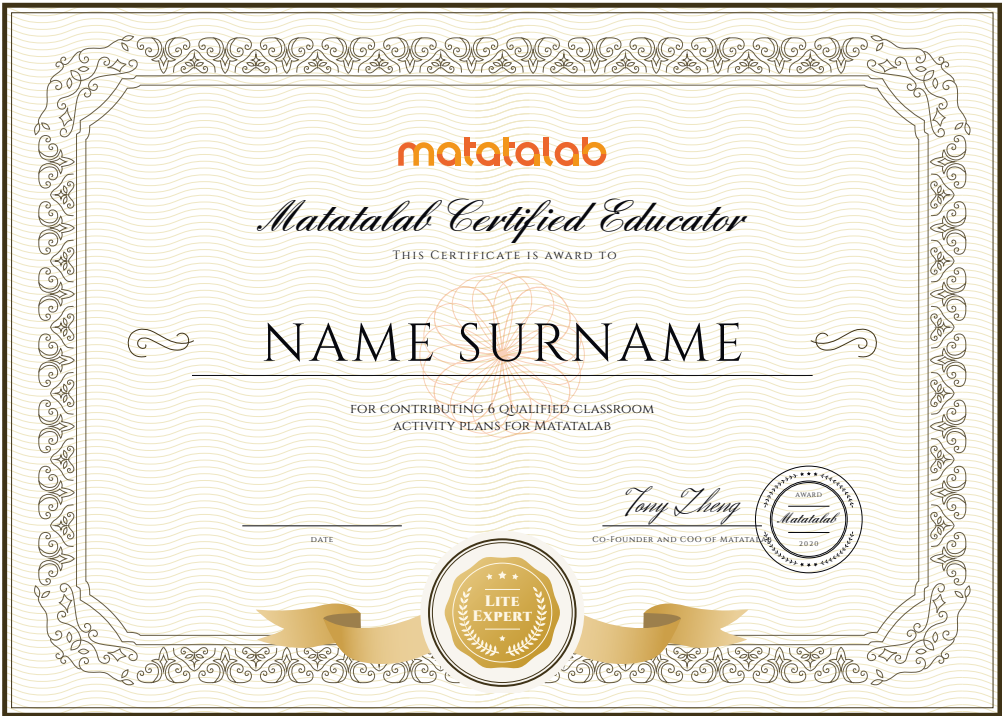 matatalab
Matatalab Certified Educator
This Certificate is award to
NAME SURNAME
for contributing 6 qualified classroom
activity plans for Matatalab
Tony Zheng
date
Co-Founder and COO of Matatalab
AWARD
Matatalab
2020
Lite
Expert